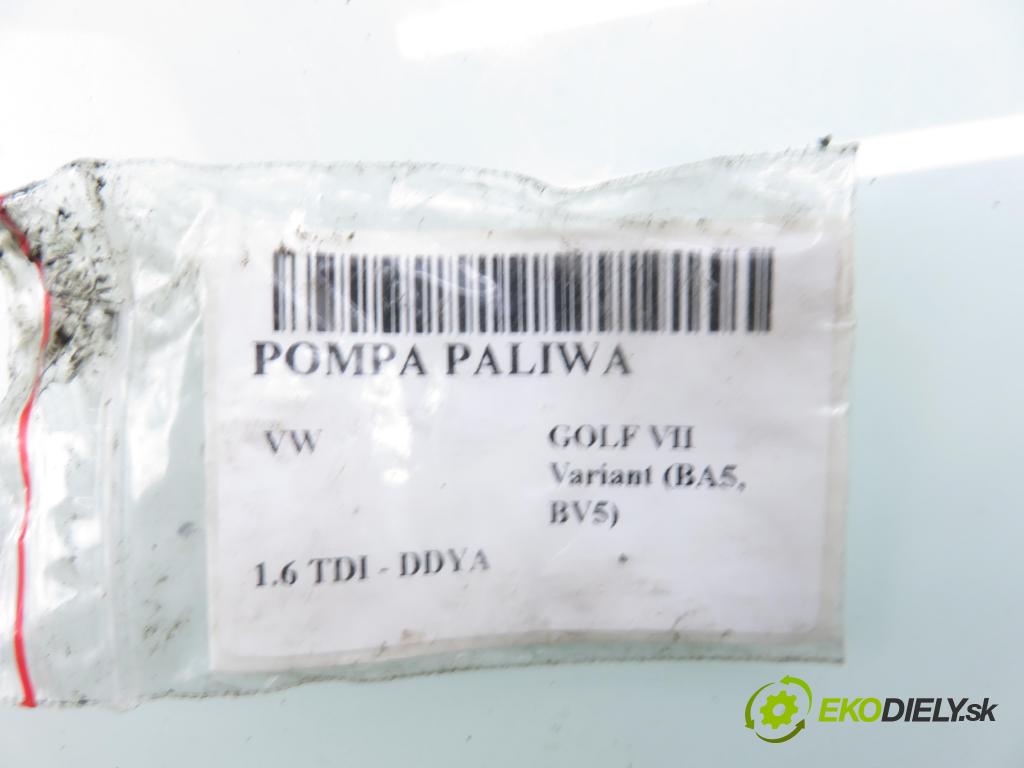 POMPA PALIWA
VW
GOLF VII
Variant (BA5,
BV5)
1.6 TDI - DDYA
EKODIELY.sk